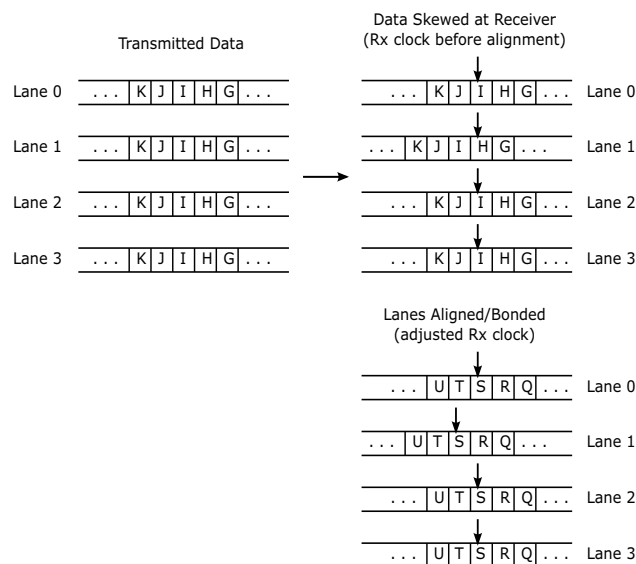 Transmitted Data
Lane 0 . . . K J I H G . . .
Lane 1 . . . K J I H G . . .
Lane 2 . . . K J I H G . . .
Lane 3 . . . K J I H G . . .
Data Skewed at Receiver
(Rx clock before alignment)
. . . K J I H G . . . Lane 0
. . . K J I H G . . . Lane 1
. . . K J I H G . . . Lane 2
. . . K J I H G . . . Lane 3
Lanes Aligned/Bonded
(adjusted Rx clock)
. . . U T S R Q . . . Lane 0
. . . U T S R Q . . . Lane 1
. . . U T S R Q . . . Lane 2
. . . U T S R Q . . . Lane 3